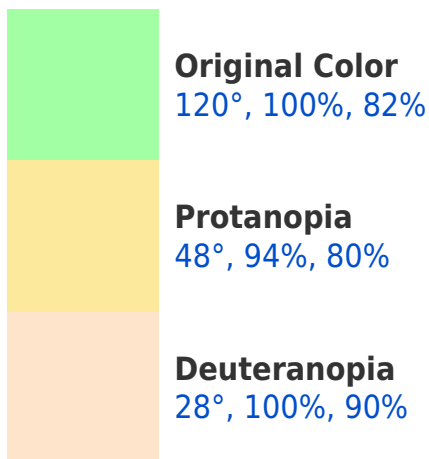 Original Color
120°, 100%, 82%
Protanopia
48°, 94%, 80%
Deuteranopia
28°, 100%, 90%